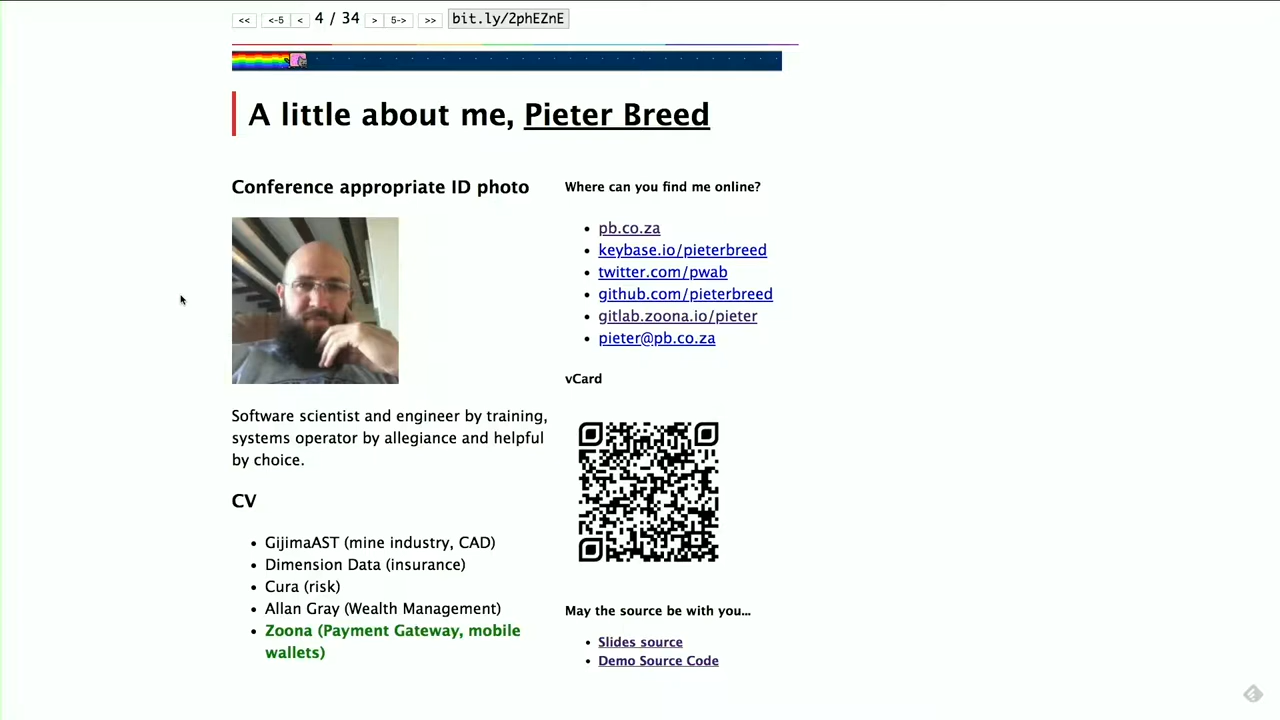 << <-5 < 4 / 34 > 5-> >> bit.ly/2phEZnE
A little about me, Pieter Breed
Conference appropriate ID photo
Software scientist and engineer by training,
systems operator by allegiance and helpful
by choice.
CV
GijimaAST (mine industry, CAD)
Dimension Data (insurance)
Cura (risk)
Allan Gray (Wealth Management)
Zoona (Payment Gateway, mobile
wallets)
Where can you find me online?
pb.co.za
keybase.io/pieterbreed
twitter.com/pwab
github.com/pieterbreed
gitlab.zoona.io/pieter
pieter@pb.co.za
vCard
May the source be with you...
Slides source
Demo Source Code